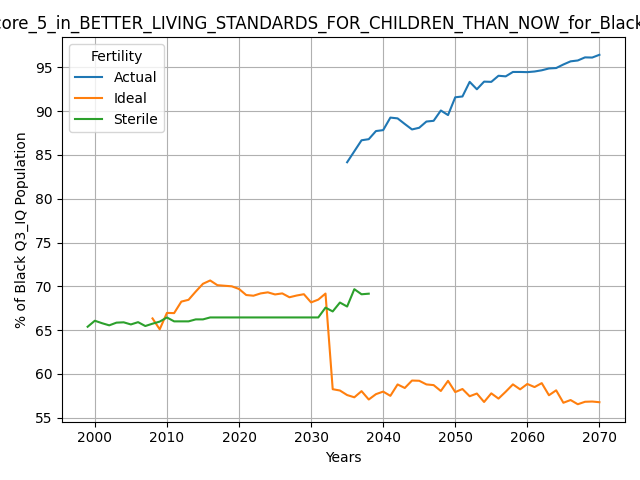 core_5_in_BETTER_LIVING_STANDARDS_FOR_CHILDREN_THAN_NOW_for_Black
Fertility
Actual
Ideal
Sterile
% of Black Q3_IQ Population
95
90
85
80
75
70
65
60
55
2000 2010 2020 2030 2040 2050 2060 2070
Years